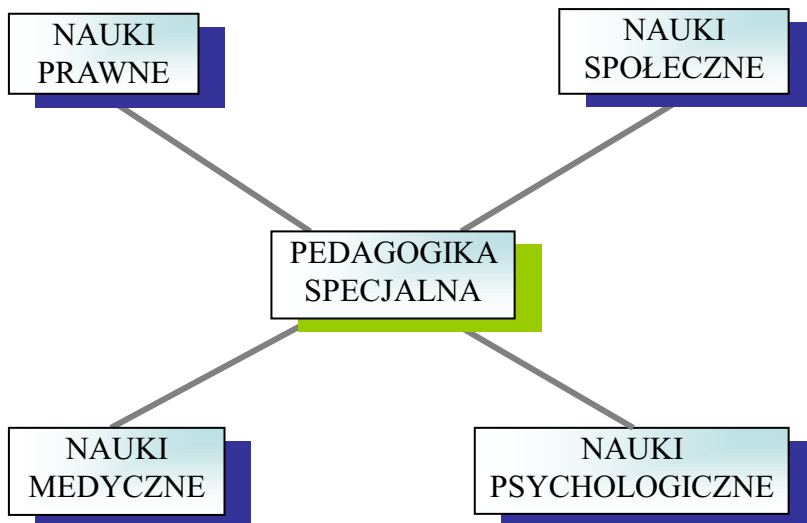 NAUKI
PRAWNE
NAUKI
SPOŁECZNE
PEDAGOGIKA
SPECJALNA
NAUKI
MEDYCZNE
NAUKI
PSYCHOLOGICZNE